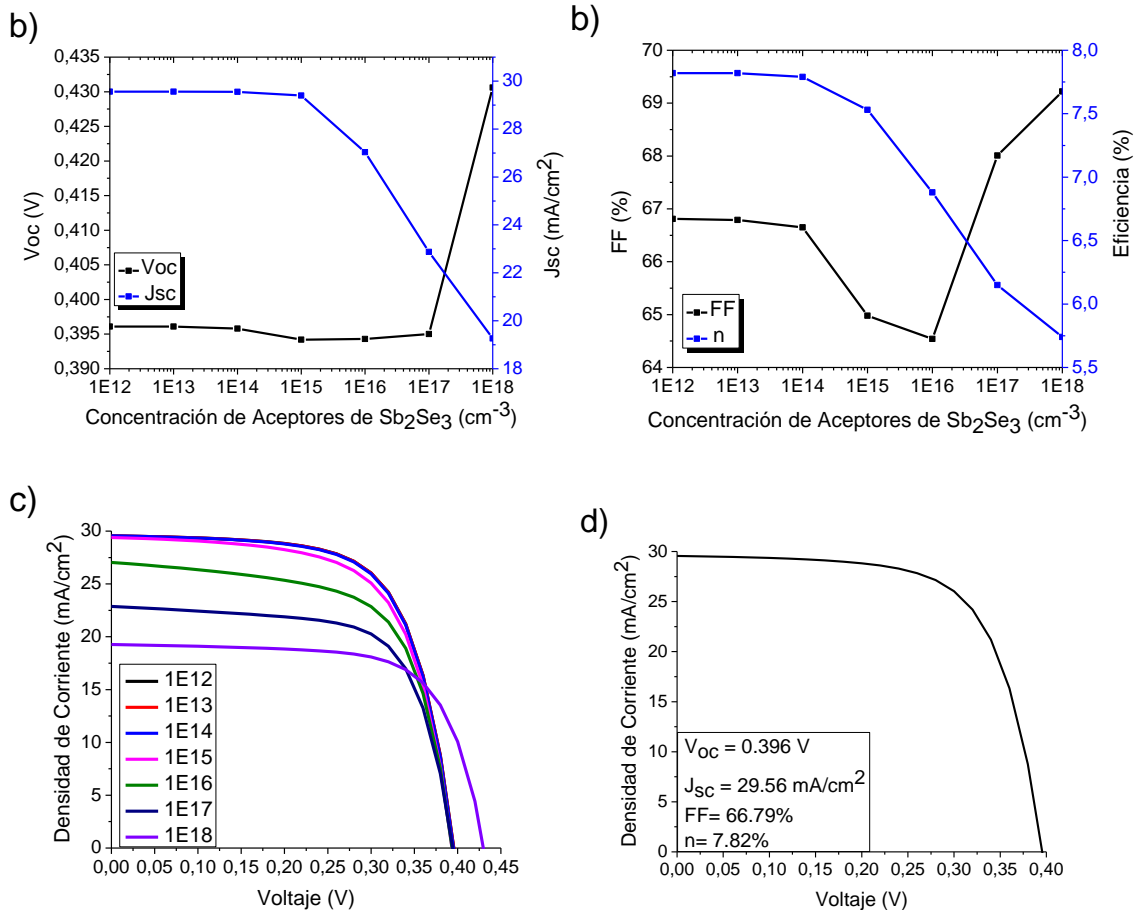 b)
0,435
0,430
0,425
0,420
0,415
0,410
0,405
0,400
0,395
0,390
Voc (V)
30
28
26
24
22
20
18
Jsc (mA/cm²)
Voc
Jsc
1E12 1E13 1E14 1E15 1E16 1E17 1E18
Concentración de Aceptores de Sb₂Se₃ (cm⁻³)
b)
70
69
68
67
66
65
64
FF (%)
8,0
7,5
7,0
6,5
6,0
5,5
Eficiencia (%)
FF
n
1E12 1E13 1E14 1E15 1E16 1E17 1E18
Concentración de Aceptores de Sb₂Se₃ (cm⁻³)
c)
30
25
20
15
10
5
0
Densidad de Corriente (mA/cm²)
1E12
1E13
1E14
1E15
1E16
1E17
1E18
0,00 0,05 0,10 0,15 0,20 0,25 0,30 0,35 0,40 0,45
Voltaje (V)
d)
30
25
20
15
10
5
0
Densidad de Corriente (mA/cm²)
V_OC = 0.396 V
J_SC = 29.56 mA/cm²
FF= 66.79%
n= 7.82%
0,00 0,05 0,10 0,15 0,20 0,25 0,30 0,35 0,40
Voltaje (V)